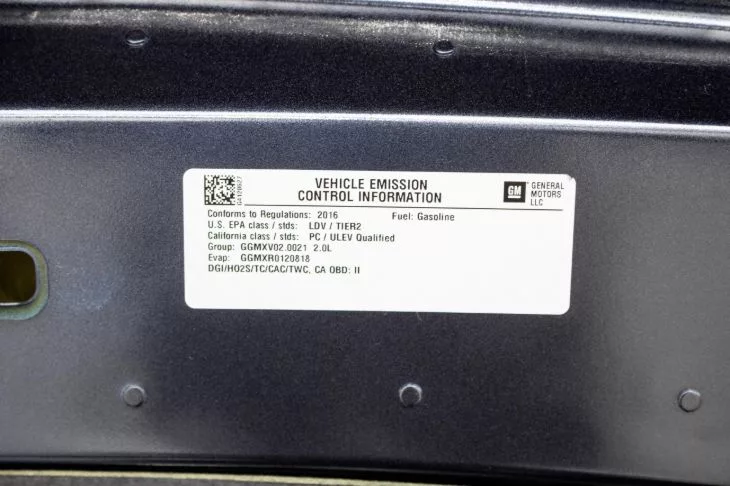 VEHICLE EMISSION
CONTROL INFORMATION
GM GENERAL
MOTORS
LLC
Conforms to Regulations: 2016 Fuel: Gasoline
U.S. EPA class / stds: LDV / TIER2
California class / stds: PC / ULEV Qualified
Group: GGMXV02.0021 2.0L
Evap: GGMXR0120818
DGI/HO2S/TC/CAC/TWC, CA OBD: II